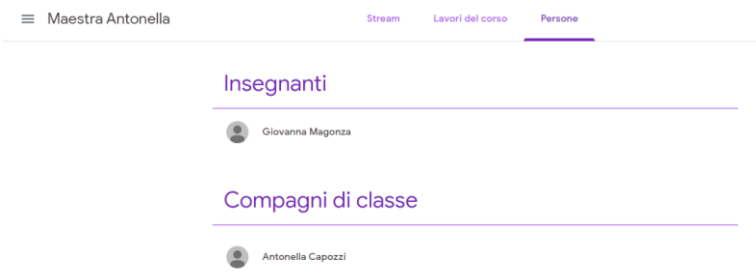 Maestra Antonella
Stream Lavori del corso Persone
Insegnanti
Giovanna Magonza
Compagni di classe
Antonella Capozzi